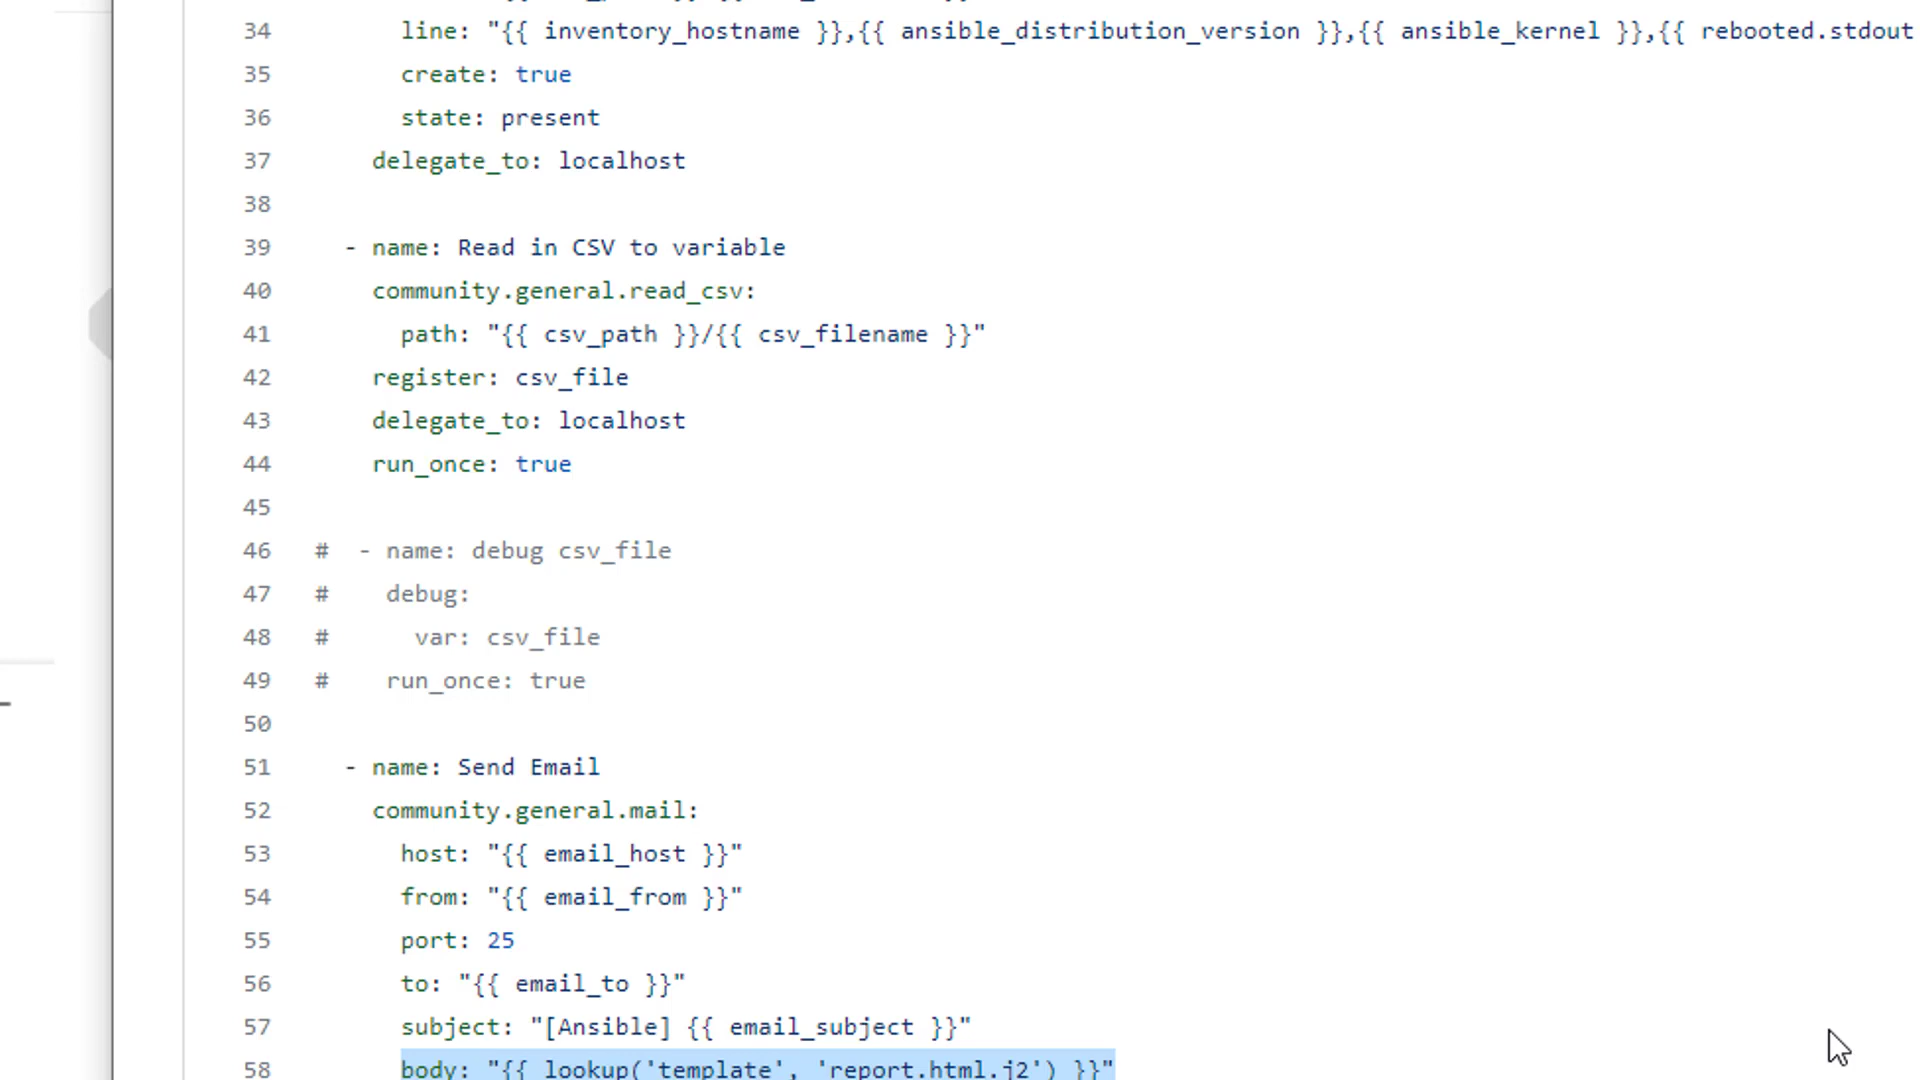 34 line: "{{ inventory_hostname }},{{ ansible_distribution_version }},{{ ansible_kernel }},{{ rebooted.stdout
35 create: true
36 state: present
37 delegate_to: localhost
38
39 - name: Read in CSV to variable
40 community.general.read_csv:
41 path: "{{ csv_path }}/{{ csv_filename }}"
42 register: csv_file
43 delegate_to: localhost
44 run_once: true
45
46 # - name: debug csv_file
47 # debug:
48 # var: csv_file
49 # run_once: true
50
51 - name: Send Email
52 community.general.mail:
53 host: "{{ email_host }}"
54 from: "{{ email_from }}"
55 port: 25
56 to: "{{ email_to }}"
57 subject: "[Ansible] {{ email_subject }}"
58 body: "{{ lookup('template', 'report.html.j2') }}"